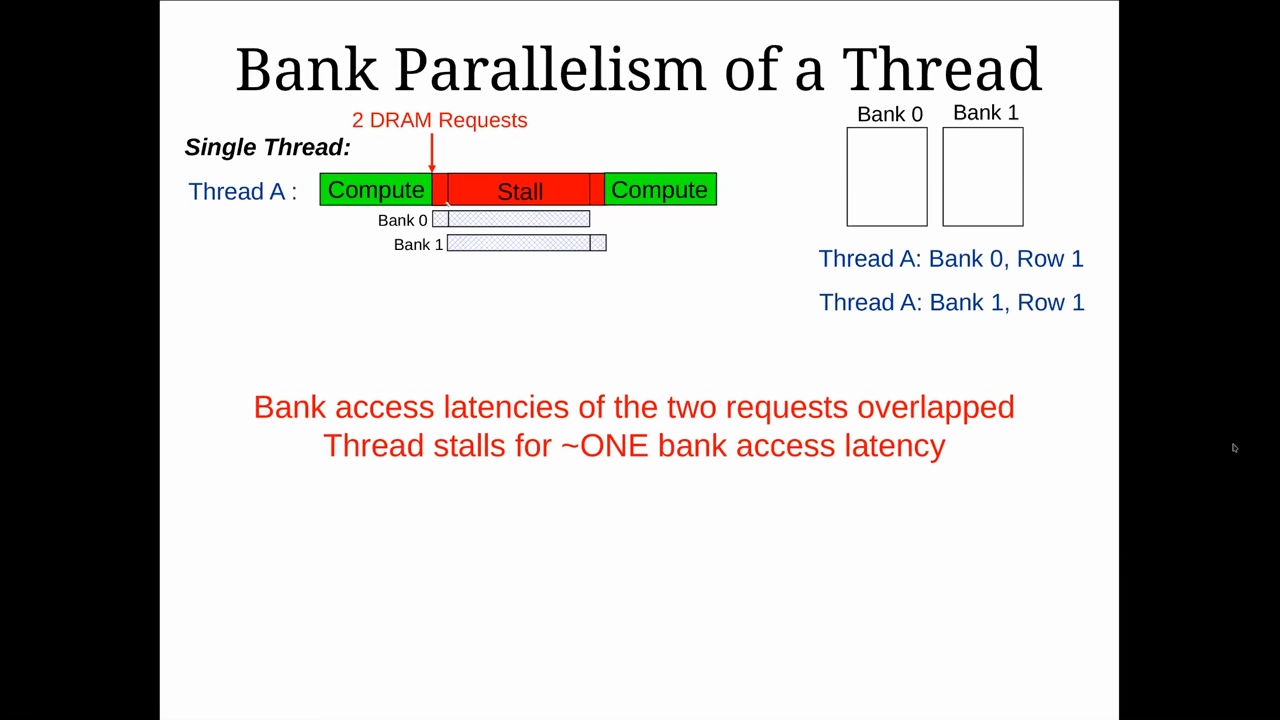 Bank Parallelism of a Thread
2 DRAM Requests
Bank 0
Bank 1
Single Thread:
Thread A :
Compute
Stall
Compute
Bank 0
Bank 1
Thread A: Bank 0, Row 1
Thread A: Bank 1, Row 1
Bank access latencies of the two requests overlapped
Thread stalls for ~ONE bank access latency